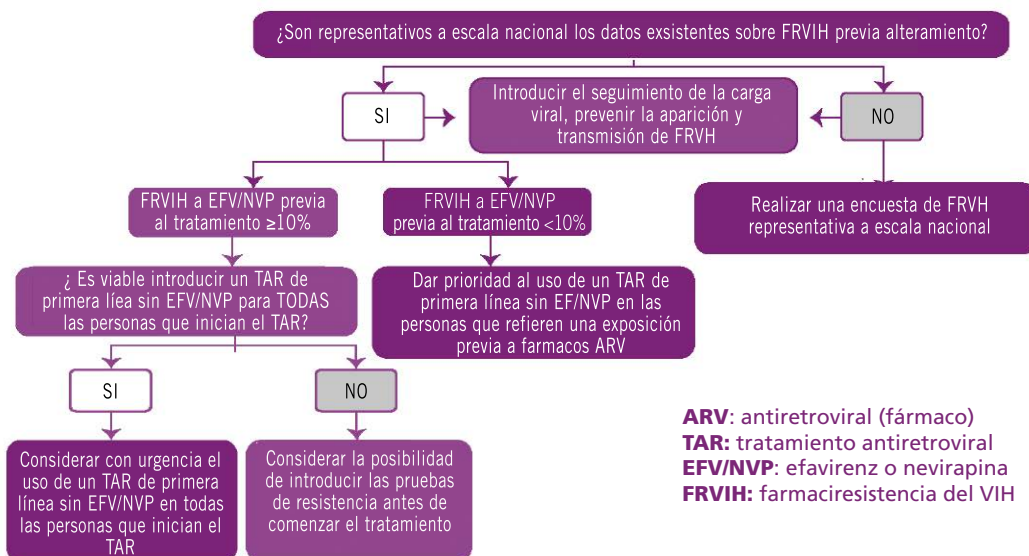 ¿Son representativos a escala nacional los datos exsistentes sobre FRVIH previa alteramiento?
SI
Introducir el seguimiento de la carga
viral, prevenir la aparición y
transmisión de FRVH
NO
FRVIH a EFV/NVP previa
al tratamiento ≥10%
FRVIH a EFV/NVP
previa al tratamiento <10%
Realizar una encuesta de FRVH
representativa a escala nacional
¿ Es viable introducir un TAR de
primera líea sin EFV/NVP para TODAS
las personas que inician el TAR?
Dar prioridad al uso de un TAR de
primera línea sin EF/NVP en las
personas que refieren una exposición
previa a farmacos ARV
SI
NO
Considerar con urgencia el
uso de un TAR de primera
línea sin EFV/NVP en todas
las personas que inician el
TAR
Considerar la posibilidad
de introducir las pruebas
de resistencia antes de
comenzar el tratamiento
ARV: antiretroviral (fármaco)
TAR: tratamiento antiretroviral
EFV/NVP: efavirenz o nevirapina
FRVIH: farmaciresistencia del VIH